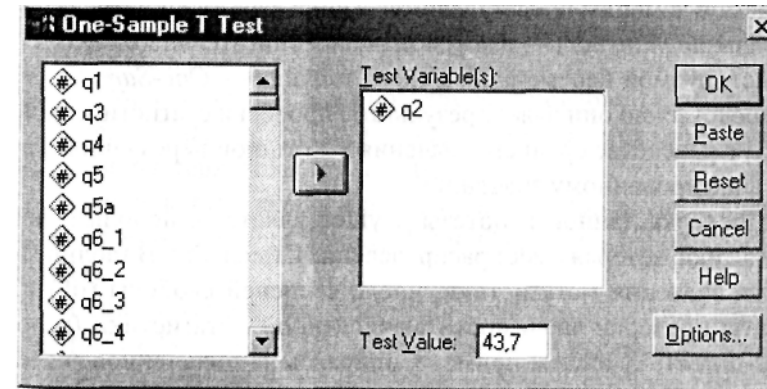 One-Sample T Test
q1
q3
q4
q5
q5a
q6_1
q6_2
q6_3
q6_4
Test Variable(s):
q2
Test Value: 43,7
OK
Paste
Reset
Cancel
Help
Options...